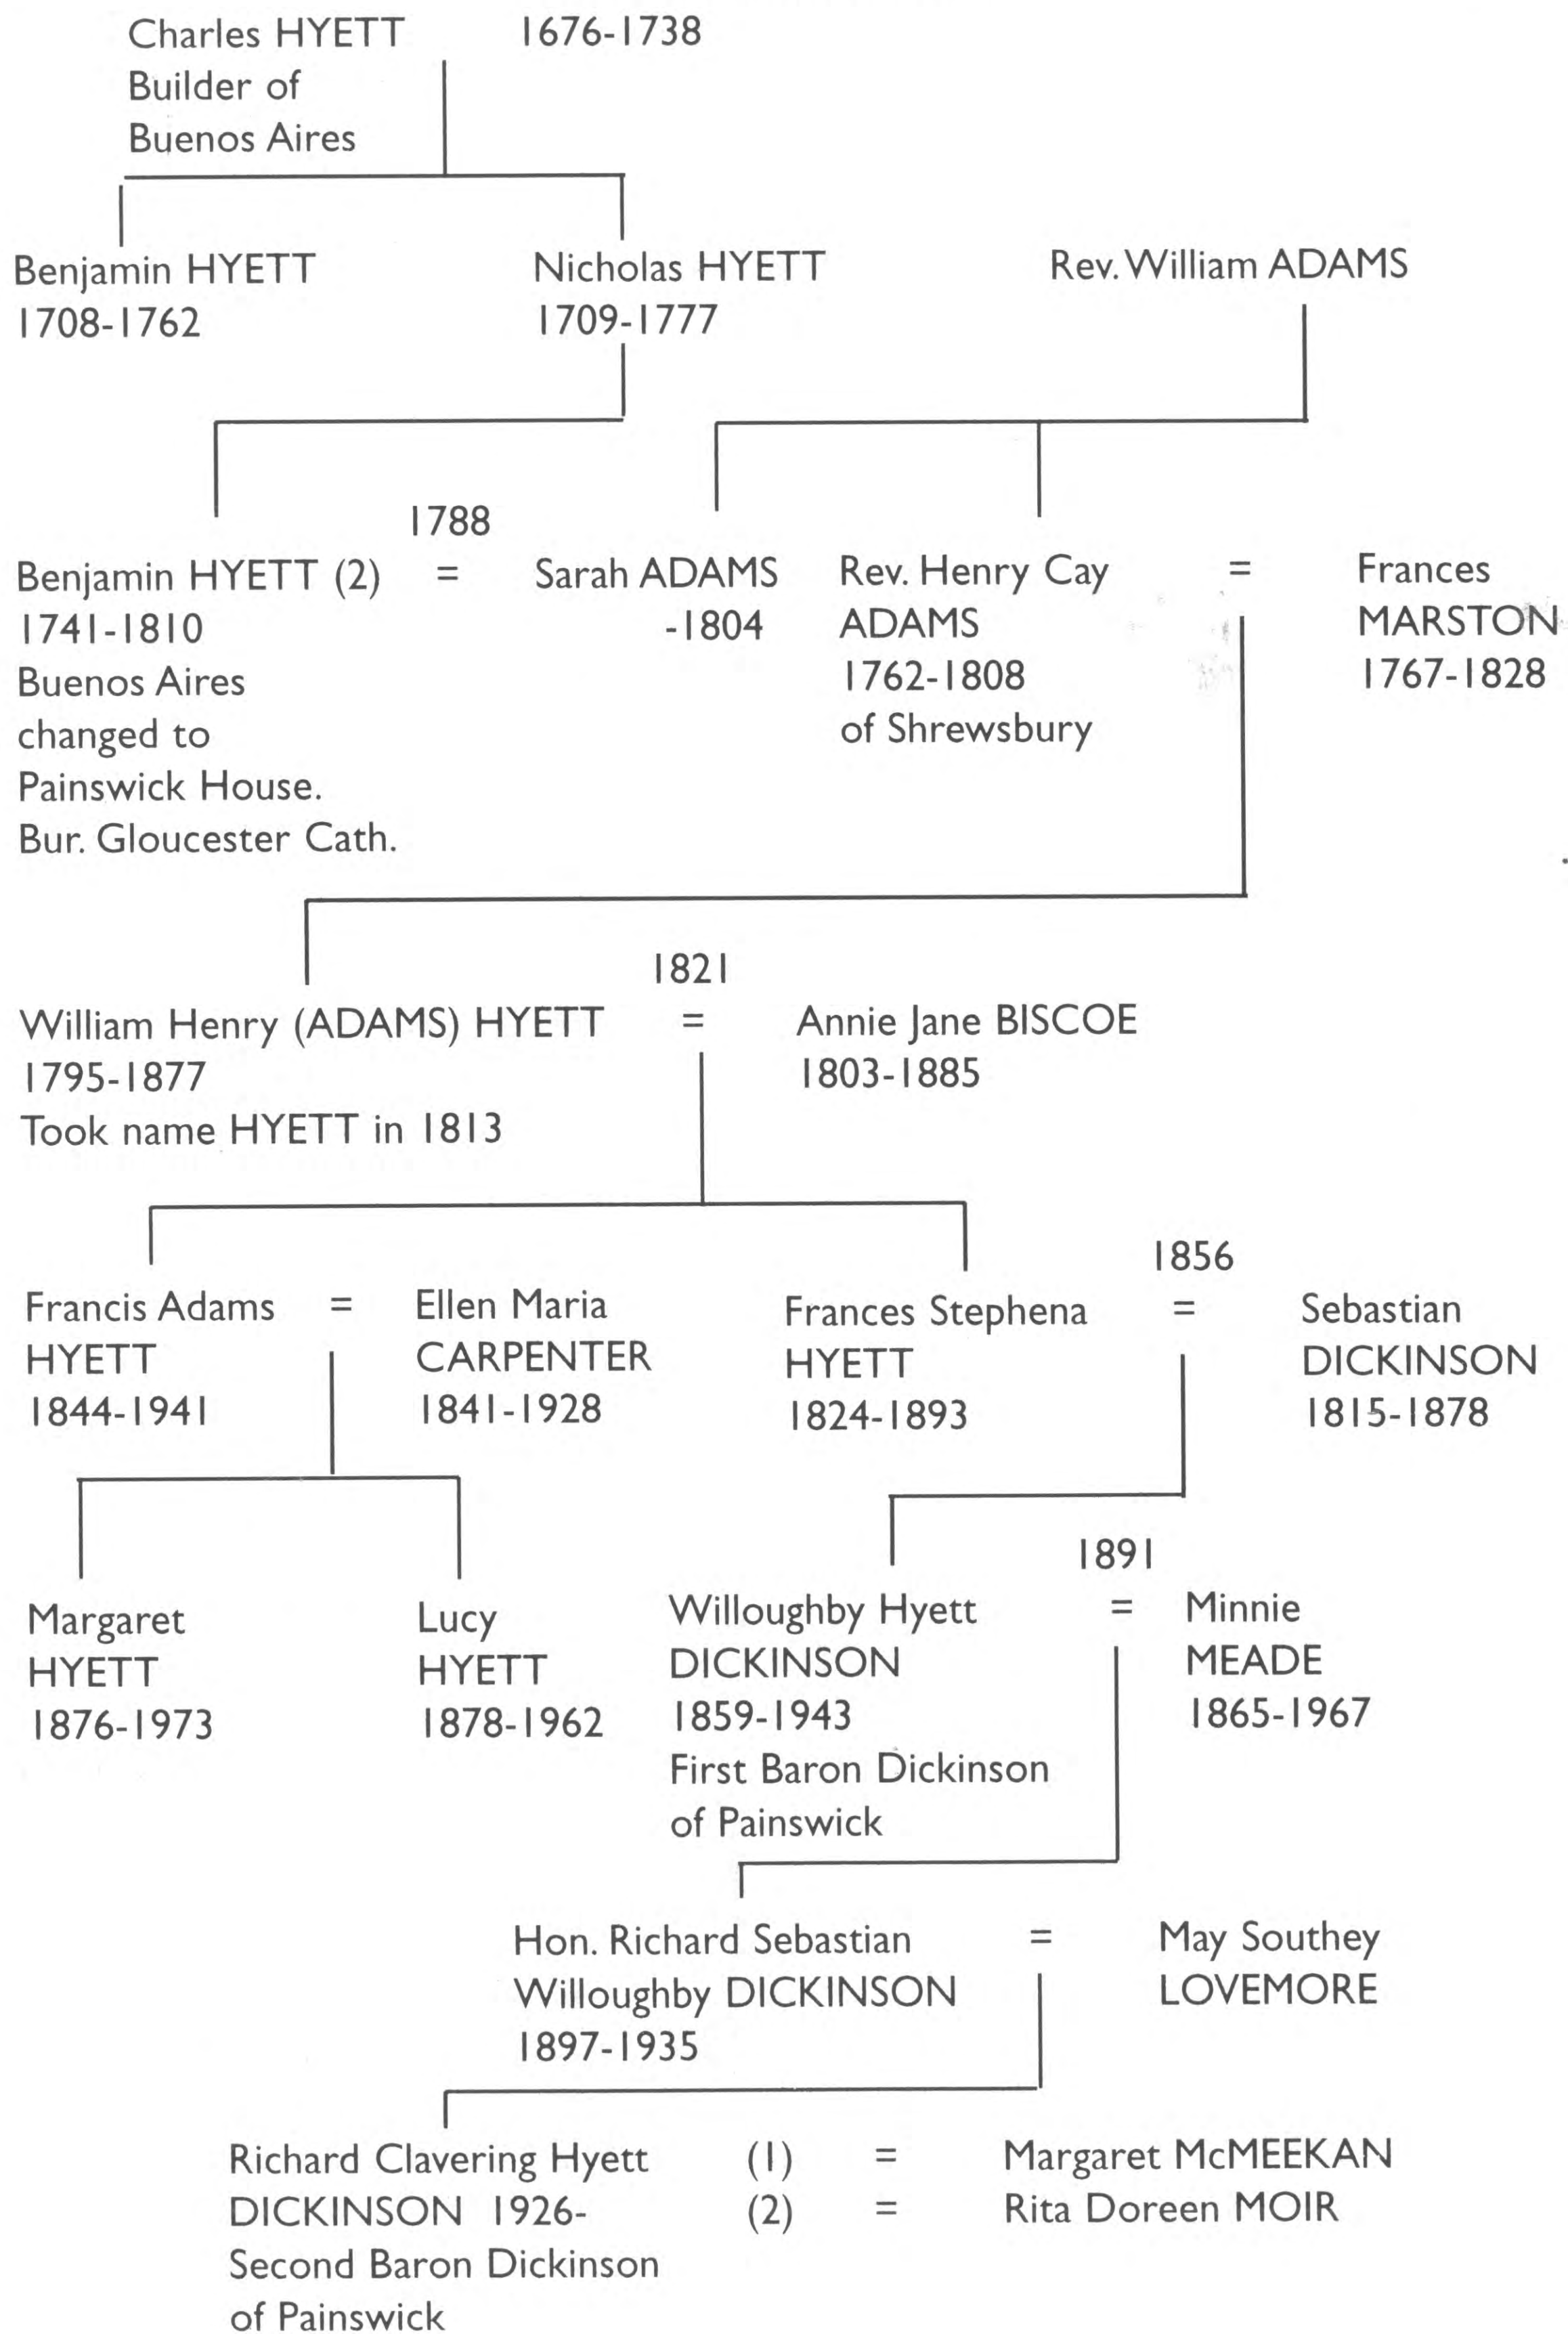 Charles HYETT 1676-1738
Builder of
Buenos Aires
Benjamin HYETT
1708-1762
Nicholas HYETT
1709-1777
Rev. William ADAMS
1788
Benjamin HYETT (2) =
1741-1810
Buenos Aires
changed to
Painswick House.
Bur. Gloucester Cath.
Sarah ADAMS
-1804
Rev. Henry Cay =
ADAMS
1762-1808
of Shrewsbury
Frances
MARSTON
1767-1828
1821
William Henry (ADAMS) HYETT =
1795-1877
Took name HYETT in 1813
Annie Jane BISCOE
1803-1885
Francis Adams =
HYETT
1844-1941
Ellen Maria
CARPENTER
1841-1928
1856
Frances Stephena =
HYETT
1824-1893
Sebastian
DICKINSON
1815-1878
Margaret
HYETT
1876-1973
Lucy
HYETT
1878-1962
1891
Willoughby Hyett =
DICKINSON
1859-1943
First Baron Dickinson
of Painswick
Minnie
MEADE
1865-1967
Hon. Richard Sebastian =
Willoughby DICKINSON
1897-1935
May Southey
LOVEMORE
Richard Clavering Hyett (1) = Margaret McMEEKAN
DICKINSON 1926- (2) = Rita Doreen MOIR
Second Baron Dickinson
of Painswick